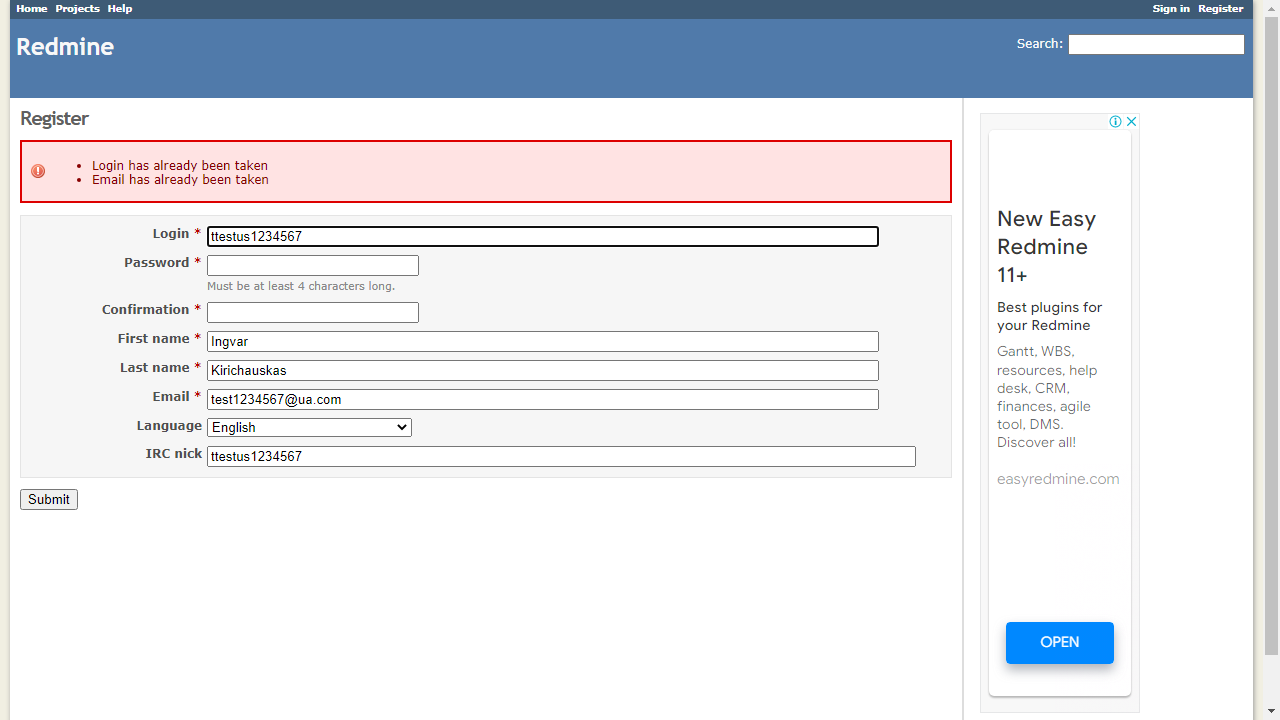 Home Projects Help Sign in Register
Redmine
Search:
Register
Login has already been taken
Email has already been taken
Login *
ttestus1234567
Password *
Must be at least 4 characters long.
Confirmation *
First name *
Ingvar
Last name *
Kirichauskas
Email *
test1234567@ua.com
Language
English
IRC nick
ttestus1234567
Submit
New Easy
Redmine
11+
Best plugins for
your Redmine
Gantt, WBS,
resources, help
desk, CRM,
finances, agile
tool, DMS.
Discover all!
easyredmine.com
OPEN